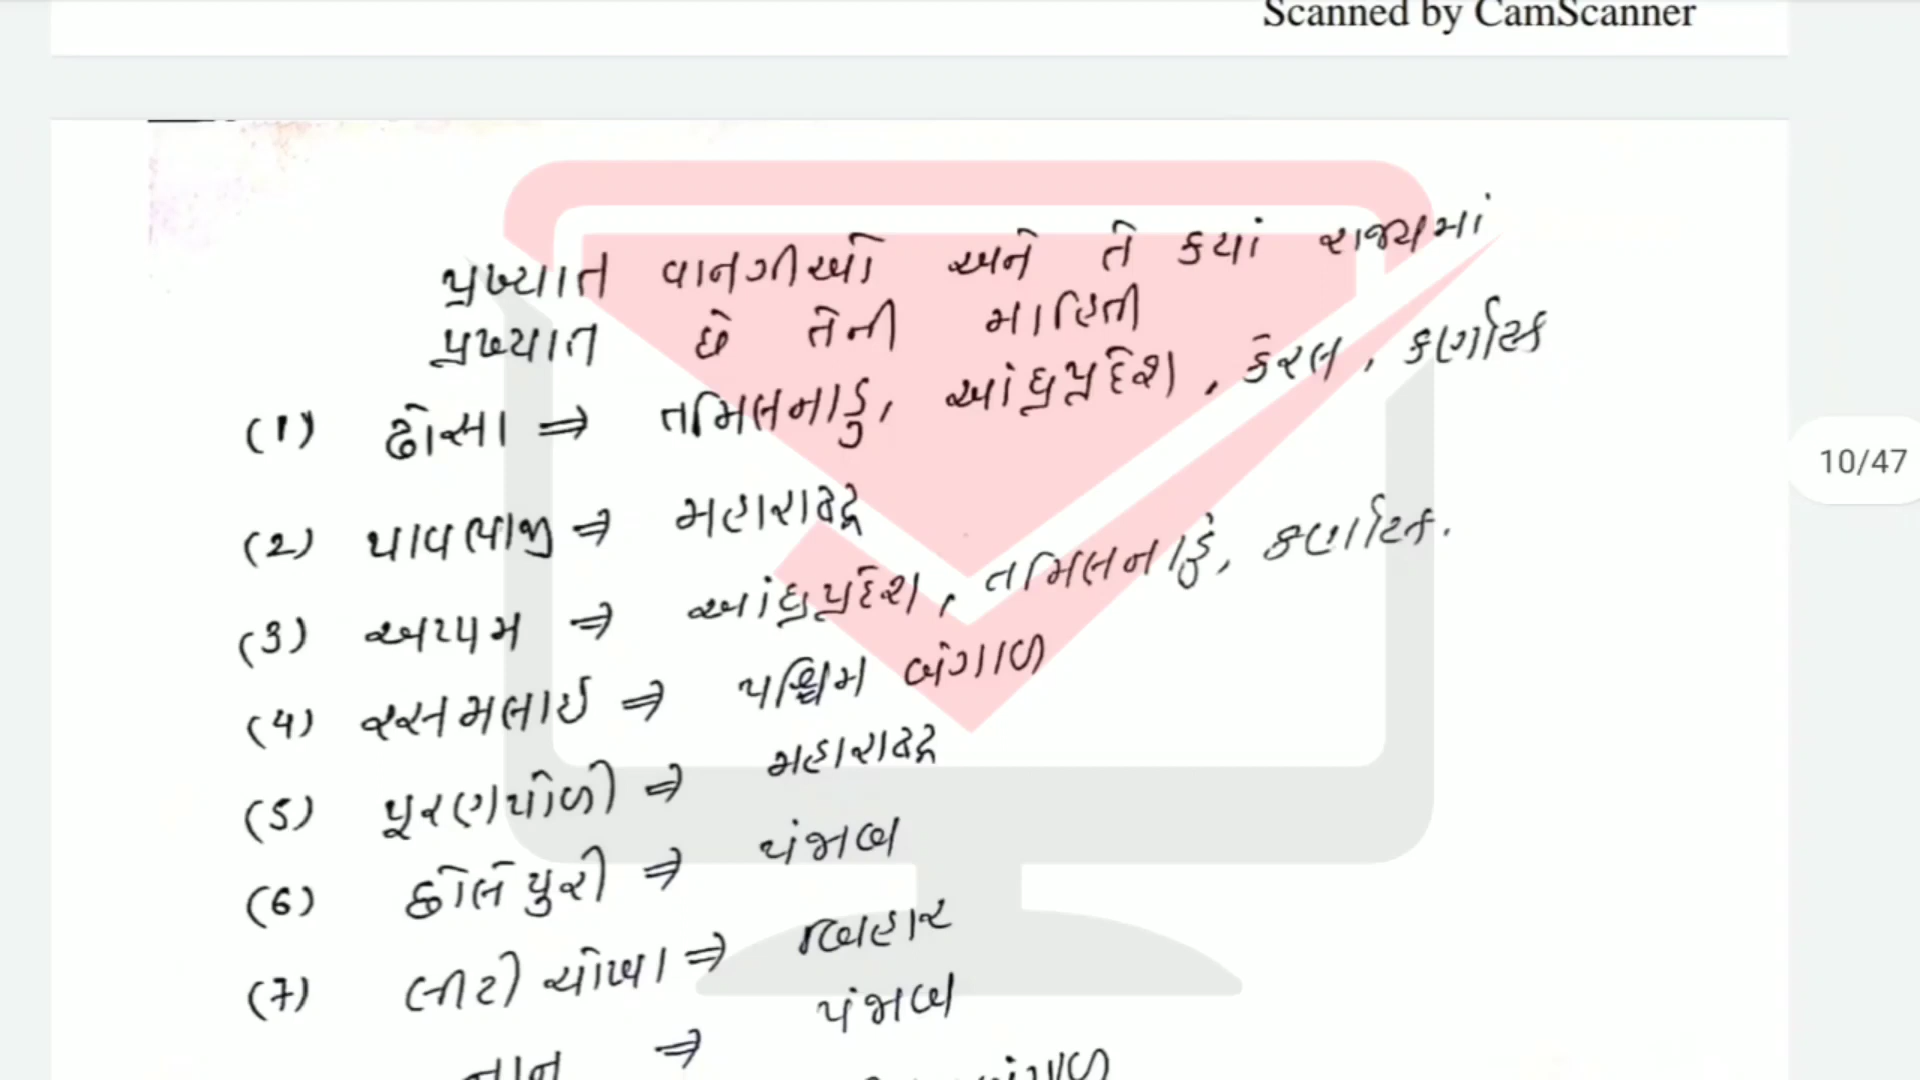 Scanned by CamScanner
પ્રખ્યાત વાનગીઓ અને તે કયાં રાજ્યમાં
પ્રખ્યાત છે તેની માહિતી
(1) ઢોસા ⇒ તમિલનાડુ, આંધ્રપ્રદેશ, કેરલ, કર્ણાટક
(2) પાવભાજી ⇒ મહારાષ્ટ્ર
(3) અપ્પમ ⇒ આંધ્રપ્રદેશ, તમિલનાડુ, કર્ણાટક.
10/47
(4) રસમલાઈ ⇒ પશ્ચિમ બંગાળ
(5) પૂરણપોળી ⇒ મહારાષ્ટ્ર
(6) છોલે પુરી ⇒ પંજાબ
(7) લીટી ચોખા ⇒ બિહાર
નાન ⇒ પંજાબ